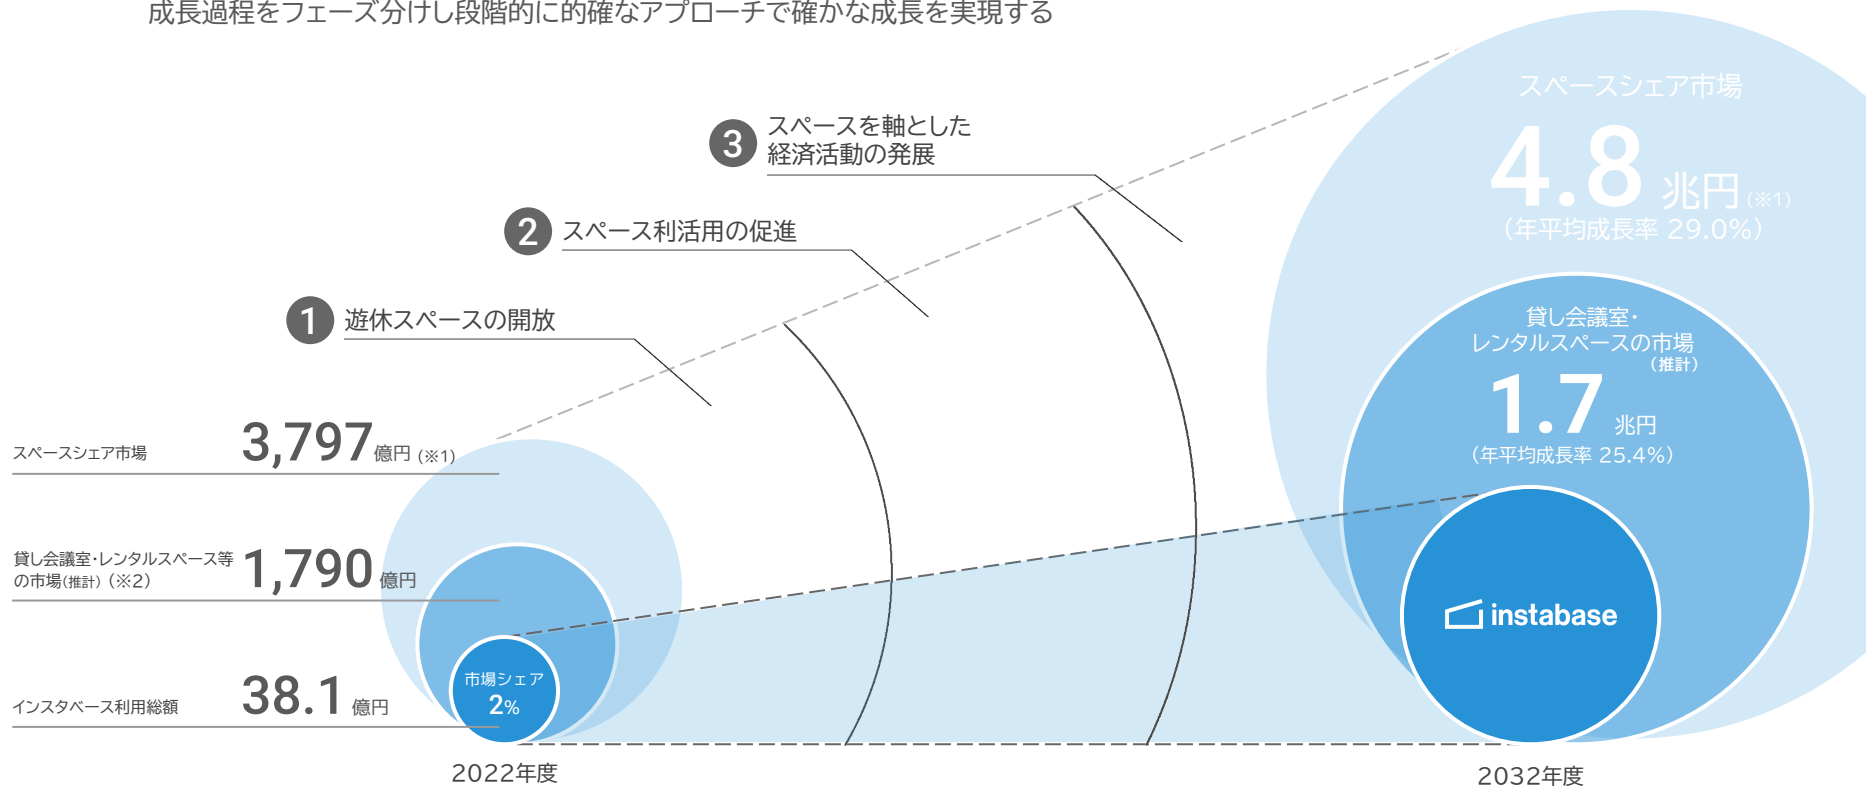 成長過程をフェーズ分けし段階的に的確なアプローチで確かな成長を実現する
スペースシェア市場
4.8 兆円(※1)
(年平均成長率 29.0%)
3 スペースを軸とした
経済活動の発展
2 スペース利活用の促進
1 遊休スペースの開放
貸し会議室・
レンタルスペースの市場
(推計)
1.7 兆円
(年平均成長率 25.4%)
スペースシェア市場 3,797億円 (※1)
貸し会議室・レンタルスペース等
の市場(推計) (※2) 1,790 億円
instabase
インスタベース利用総額 38.1 億円
市場シェア
2%
2022年度
2032年度